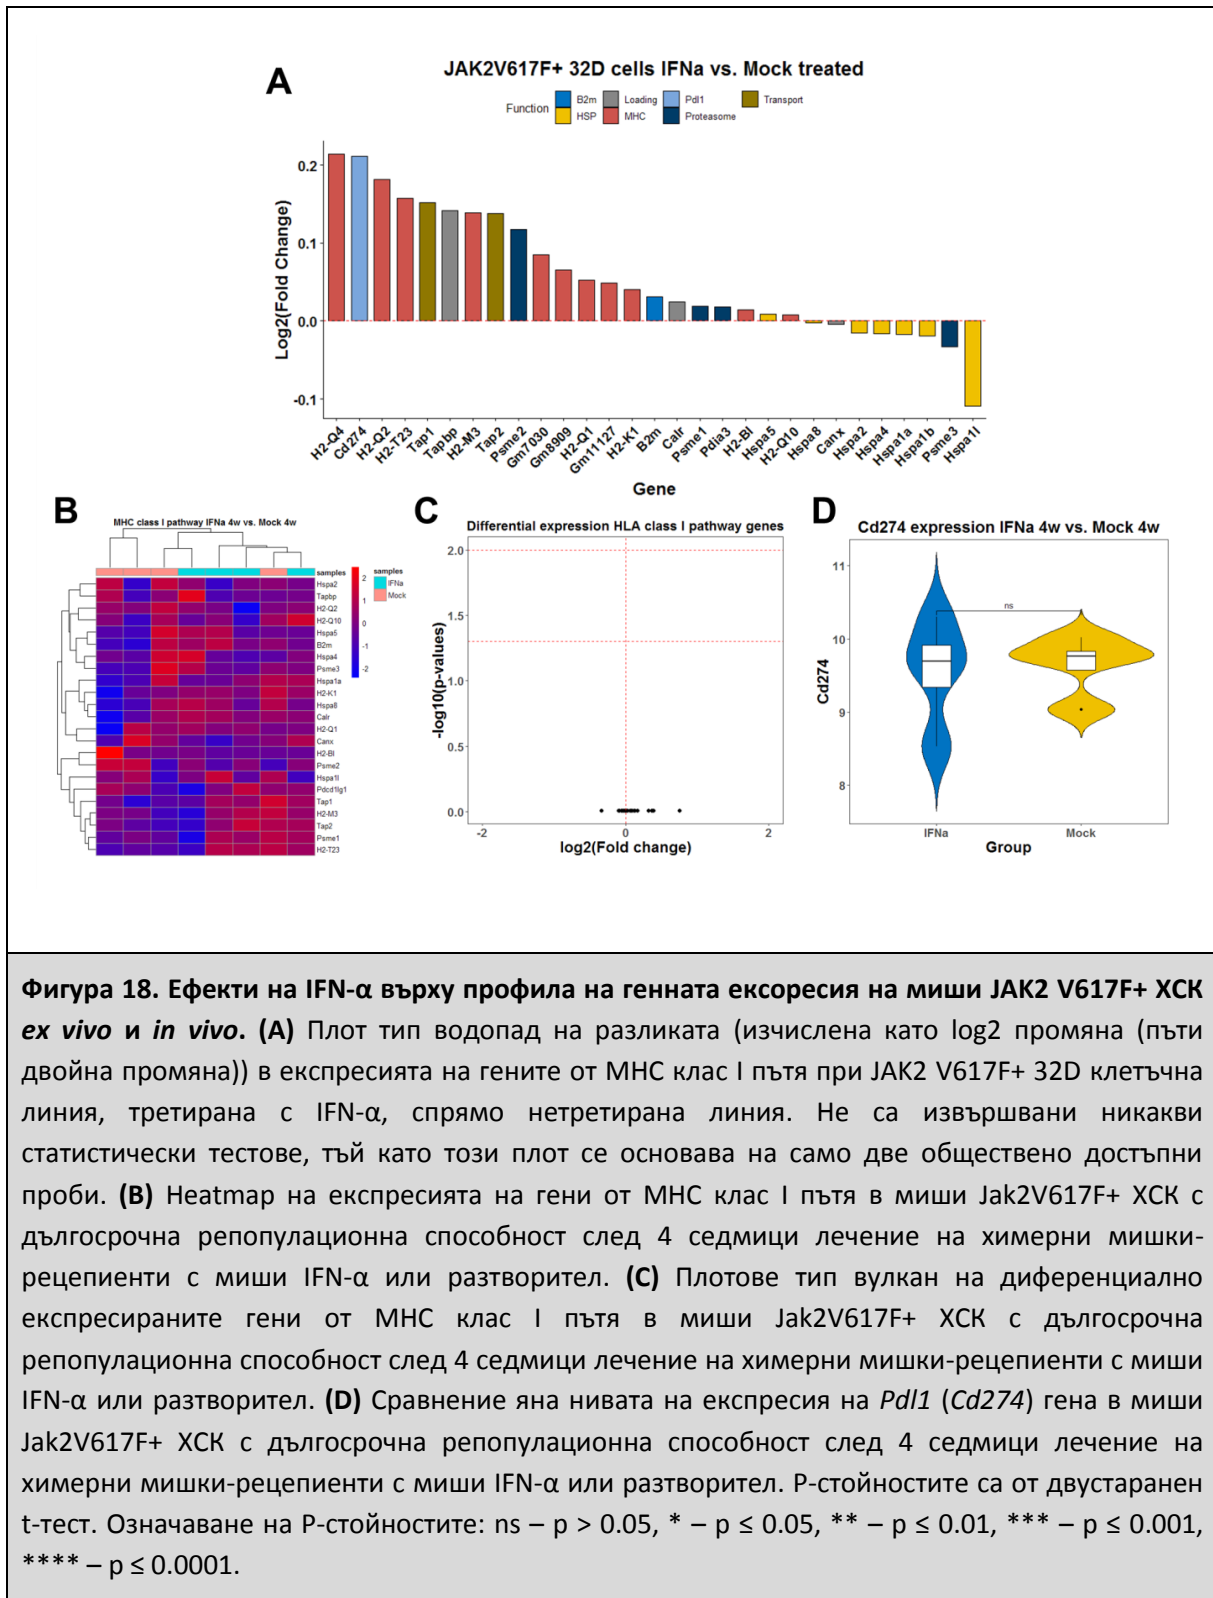 A
JAK2V617F+ 32D cells IFNa vs. Mock treated
Function
B2m
Loading
Pdl1
Transport
HSP
MHC
Proteasome
Log2(Fold Change)
0.2
0.1
0.0
-0.1
H2-Q4
Cd274
H2-Q2
H2-T23
Tap1
Tapbp
H2-M3
Tap2
Psme2
Gm7030
Gm8909
H2-Q1
Gm11127
H2-K1
B2m
Calr
Psme1
Pdia3
H2-Bl
Hspa5
H2-Q10
Hspa8
Canx
Hspa2
Hspa4
Hspa1a
Hspa1b
Psme3
Hspa1l
Gene
B
MHC class I pathway IFNa 4w vs. Mock 4w
samples
Hspa2
Tapbp
H2-Q2
H2-Q10
Hspa5
B2m
Hspa4
Psme3
Hspa1a
H2-K1
Hspa8
Calr
H2-Q1
Canx
H2-Bl
Psme2
Hspa1l
Pdcd1lg1
Tap1
H2-M3
Tap2
Psme1
H2-T23
2
1
0
-1
-2
samples
IFNa
Mock
C
Differential expression HLA class I pathway genes
-log10(p-values)
2.0
1.5
1.0
0.5
0.0
-2
0
2
log2(Fold change)
D
Cd274 expression IFNa 4w vs. Mock 4w
Cd274
11
10
9
8
ns
IFNa
Mock
Group
Фигура 18. Ефекти на IFN-α върху профила на генната ексоресия на миши JAK2 V617F+ ХСК
ex vivo и in vivo. (A) Плот тип водопад на разликата (изчислена като log2 промяна (пъти
двойна промяна)) в експресията на гените от MHC клас I пътя при JAK2 V617F+ 32D клетъчна
линия, третирана с IFN-α, спрямо нетретирана линия. Не са извършвани никакви
статистически тестове, тъй като този плот се основава на само две обществено достъпни
проби. (B) Heatmap на експресията на гени от MHC клас I пътя в миши Jak2V617F+ ХСК с
дългосрочна репопулационна способност след 4 седмици лечение на химерни мишки-
рецепиенти с миши IFN-α или разтворител. (C) Плотове тип вулкан на диференциално
експресираните гени от MHC клас I пътя в миши Jak2V617F+ ХСК с дългосрочна
репопулационна способност след 4 седмици лечение на химерни мишки-рецепиенти с миши
IFN-α или разтворител. (D) Сравнение яна нивата на експресия на Pdl1 (Cd274) гена в миши
Jak2V617F+ ХСК с дългосрочна репопулационна способност след 4 седмици лечение на
химерни мишки-рецепиенти с миши IFN-α или разтворител. P-стойностите са от двустаранен
t-тест. Означаване на P-стойностите: ns – p > 0.05, * – p ≤ 0.05, ** – p ≤ 0.01, *** – p ≤ 0.001,
**** – p ≤ 0.0001.